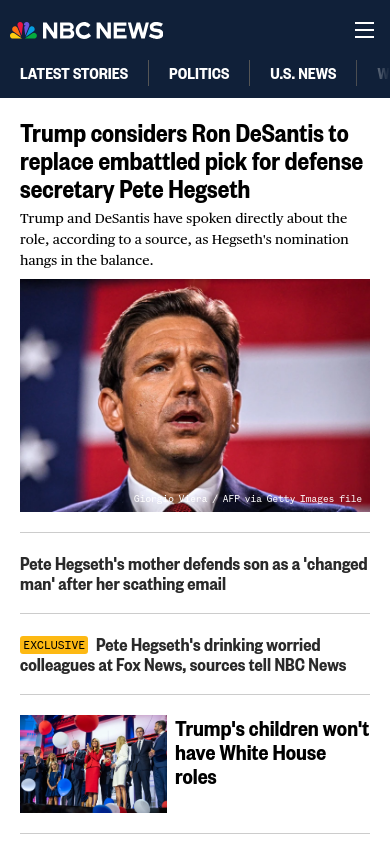 NBC NEWS
LATEST STORIES
POLITICS
U.S. NEWS
Trump considers Ron DeSantis to
replace embattled pick for defense
secretary Pete Hegseth
Trump and DeSantis have spoken directly about the
role, according to a source, as Hegseth's nomination
hangs in the balance.
Giorgio Viera / AFP via Getty Images file
Pete Hegseth's mother defends son as a 'changed
man' after her scathing email
EXCLUSIVE Pete Hegseth's drinking worried
colleagues at Fox News, sources tell NBC News
Trump's children won't
have White House
roles